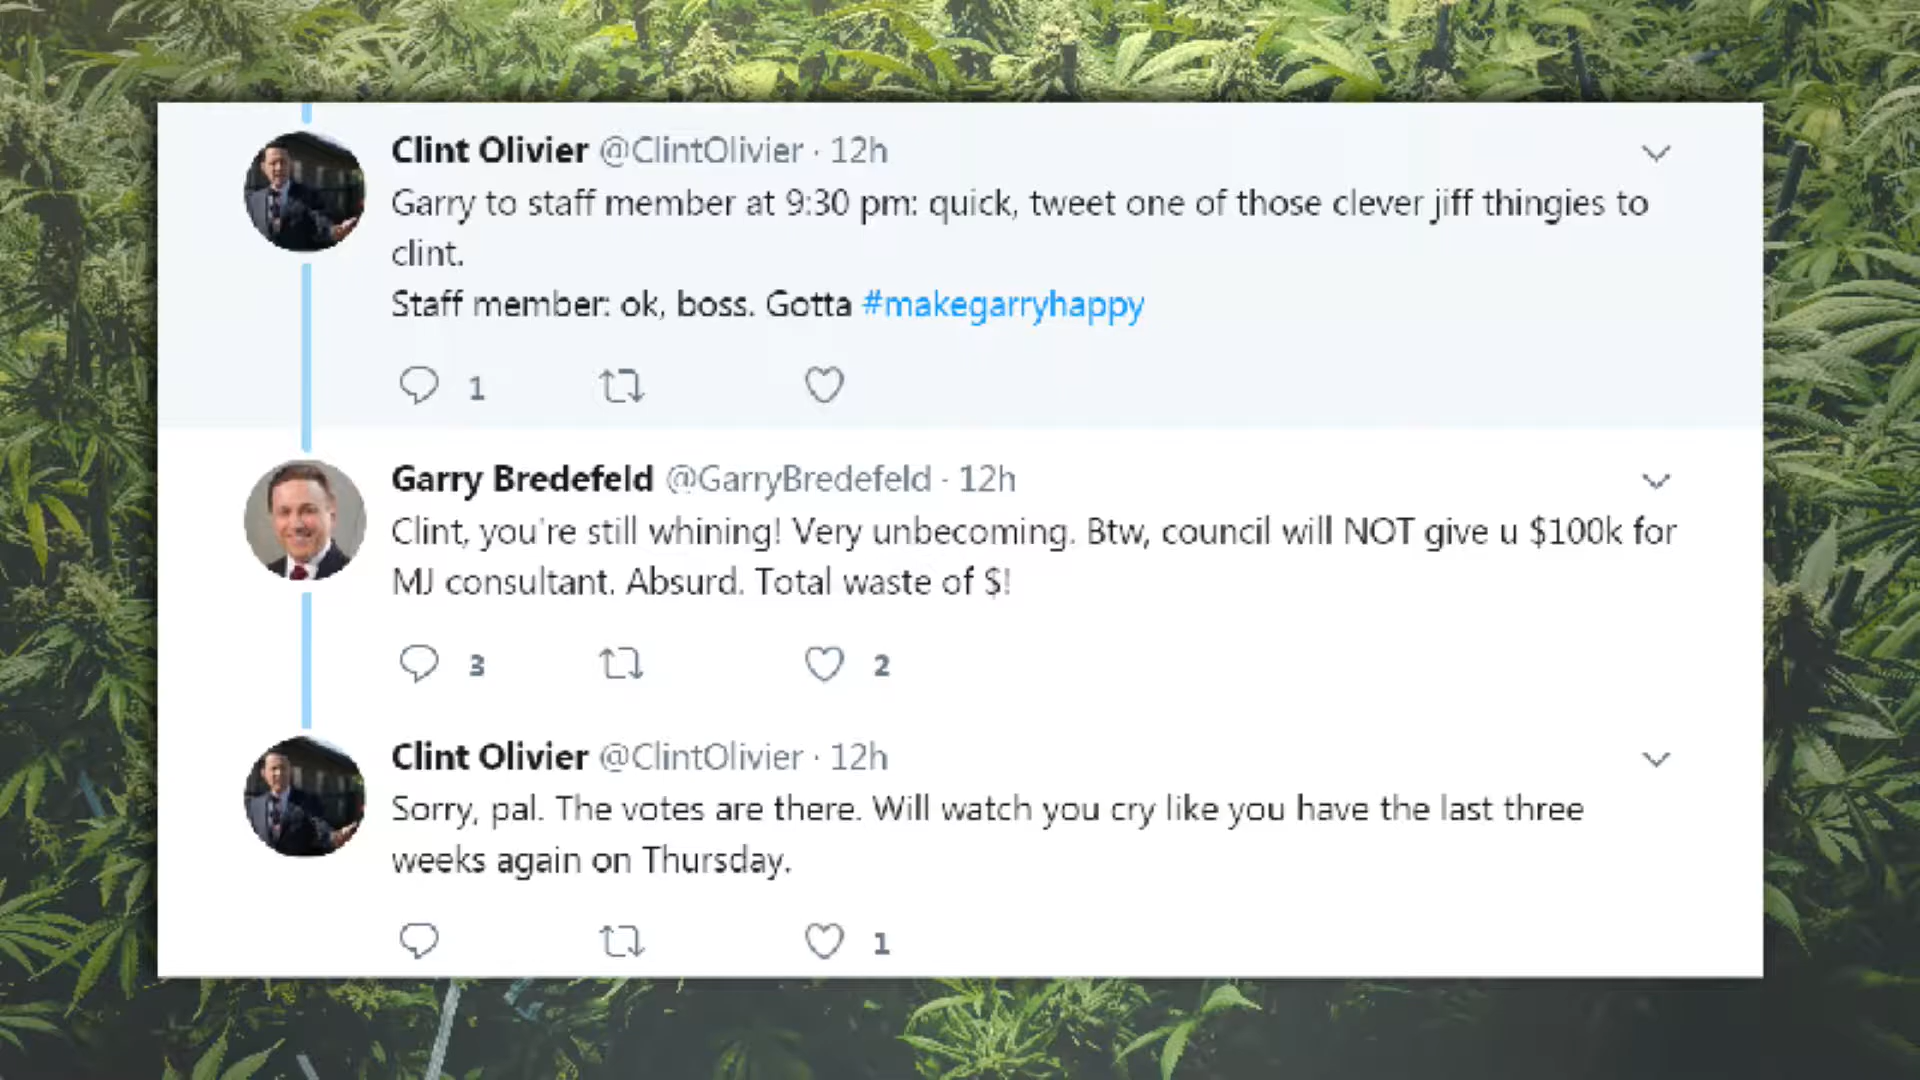 Clint Olivier @ClintOlivier · 12h
Garry to staff member at 9:30 pm: quick, tweet one of those clever jiff thingies to
clint.
Staff member: ok, boss. Gotta #makegarryhappy
1
Garry Bredefeld @GarryBredefeld · 12h
Clint, you're still whining! Very unbecoming. Btw, council will NOT give u $100k for
MJ consultant. Absurd. Total waste of $!
3 2
Clint Olivier @ClintOlivier · 12h
Sorry, pal. The votes are there. Will watch you cry like you have the last three
weeks again on Thursday.
1